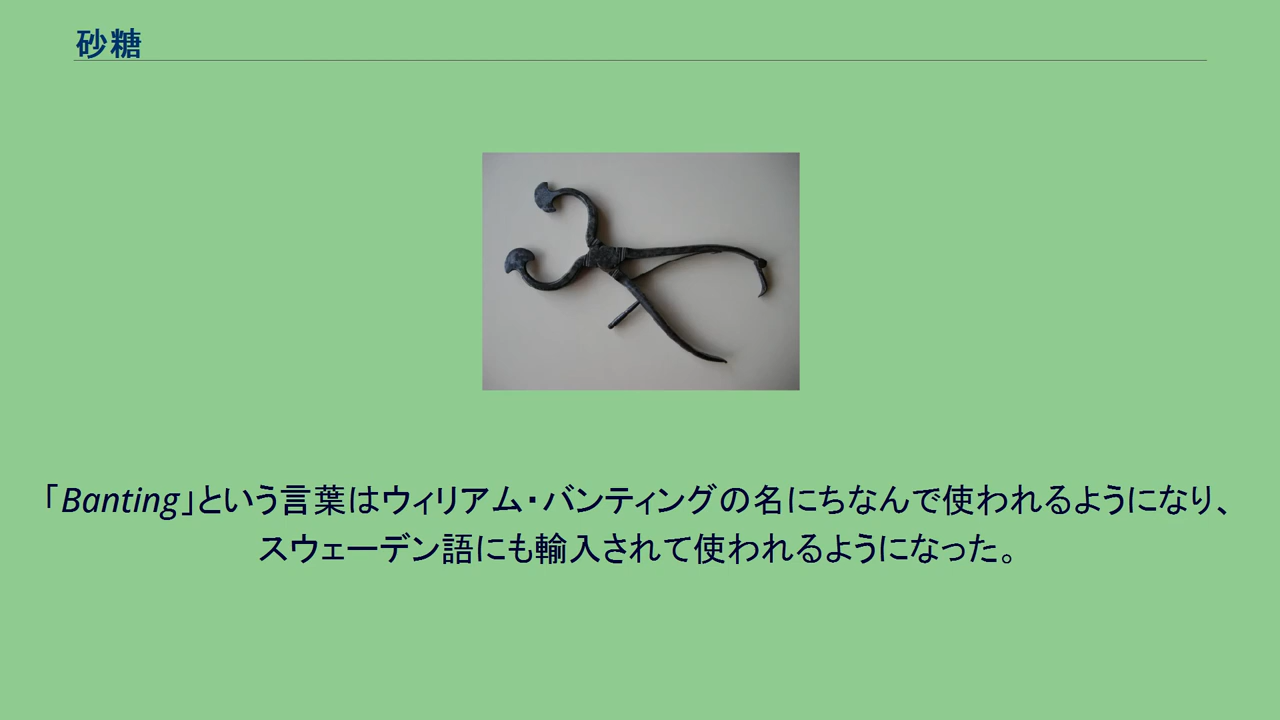 砂糖
「Banting」という言葉はウィリアム・バンティングの名にちなんで使われるようになり、
スウェーデン語にも輸入されて使われるようになった。